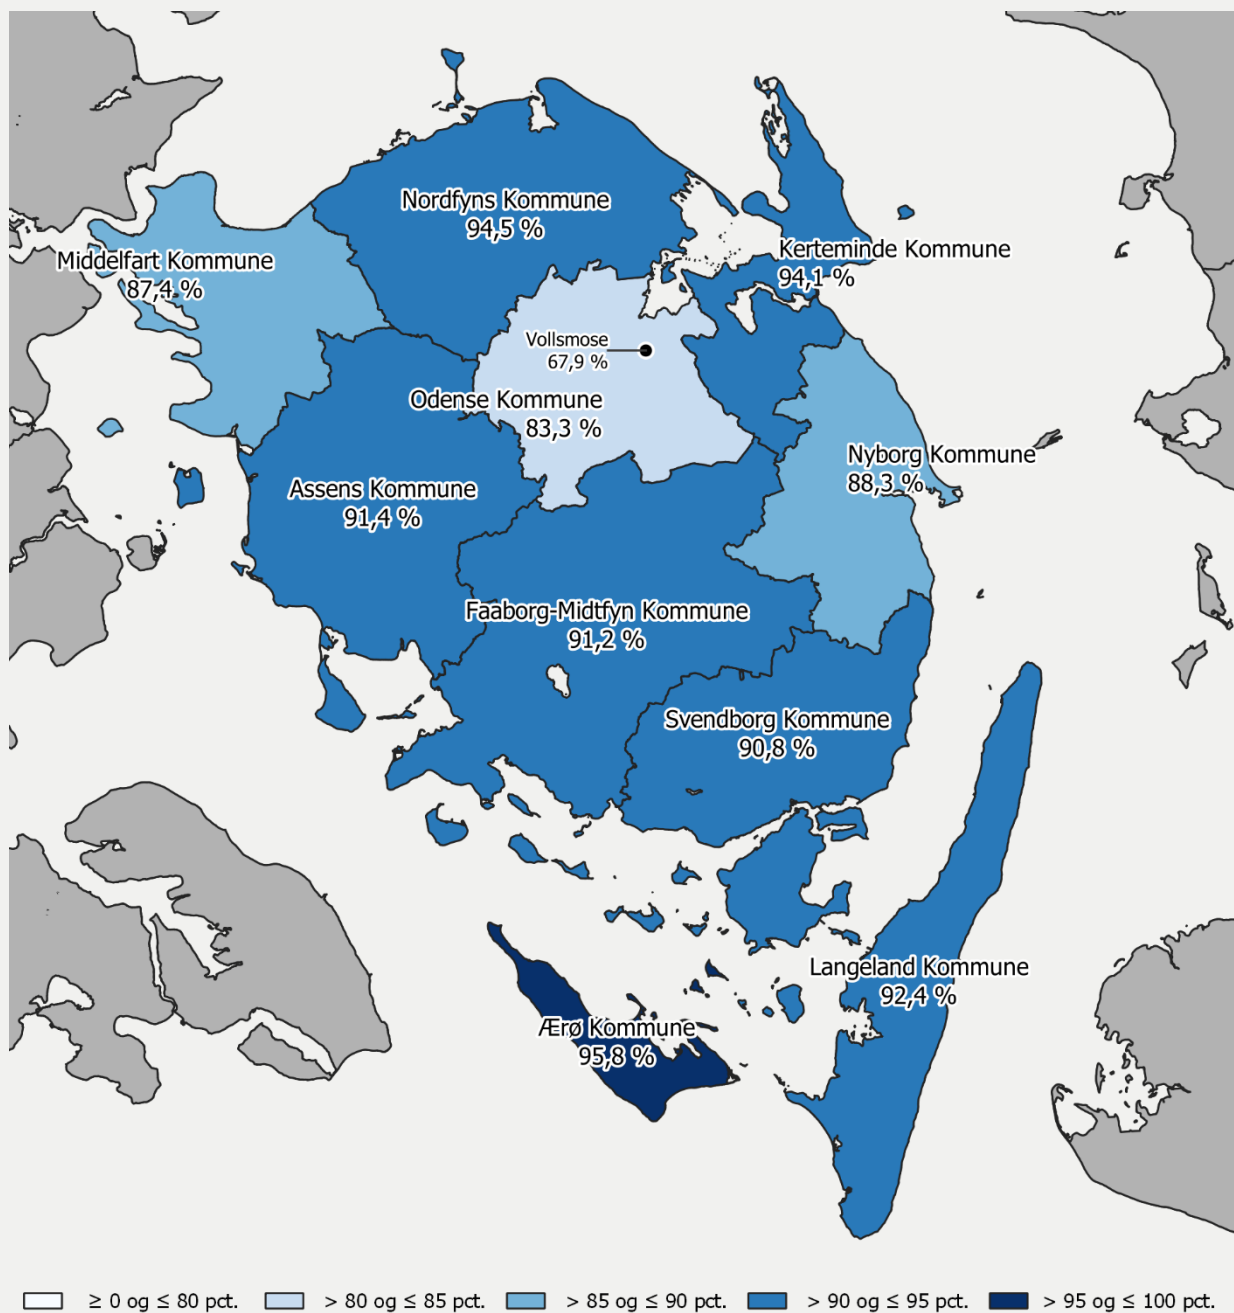 Nordfyns Kommune
94,5 %
Kerteminde Kommune
94,1 %
Middelfart Kommune
87,4 %
Vollsmose
67,9 %
Odense Kommune
83,3 %
Nyborg Kommune
88,3 %
Assens Kommune
91,4 %
Faaborg-Midtfyn Kommune
91,2 %
Svendborg Kommune
90,8 %
Langeland Kommune
92,4 %
Ærø Kommune
95,8 %
≥ 0 og ≤ 80 pct. > 80 og ≤ 85 pct. > 85 og ≤ 90 pct. > 90 og ≤ 95 pct. > 95 og ≤ 100 pct.